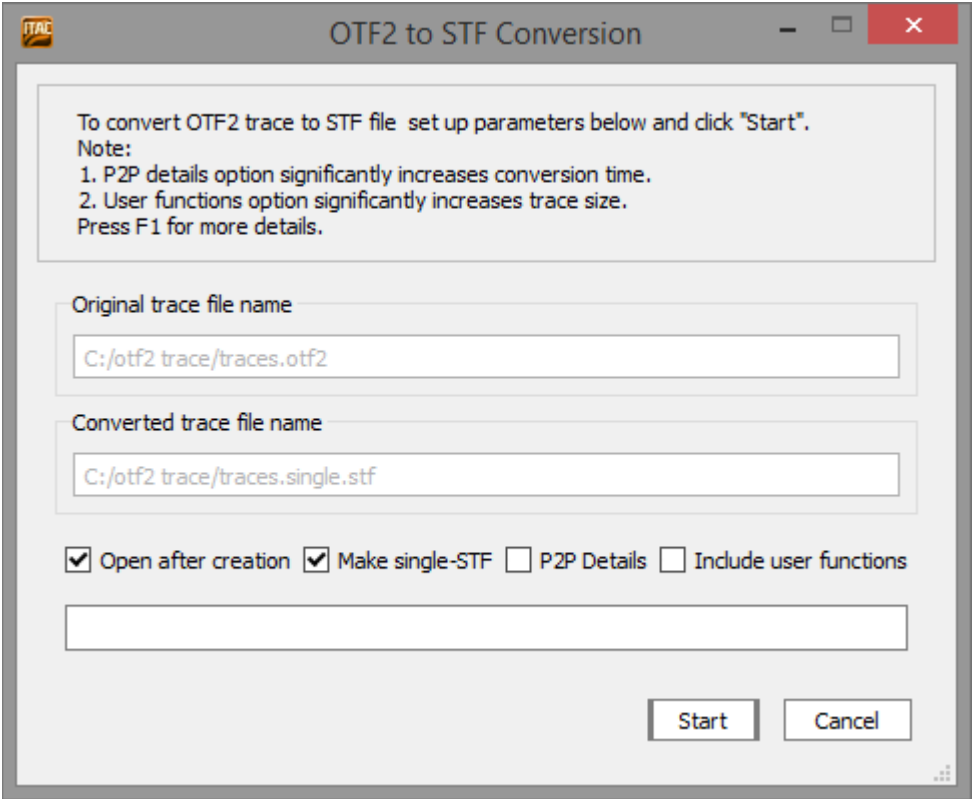 ITAC
OTF2 to STF Conversion
To convert OTF2 trace to STF file  set up parameters below and click "Start".
Note:
1. P2P details option significantly increases conversion time.
2. User functions option significantly increases trace size.
Press F1 for more details.
Original trace file name
C:/otf2 trace/traces.otf2
Converted trace file name
C:/otf2 trace/traces.single.stf
Open after creation Make single-STF P2P Details Include user functions
Start Cancel